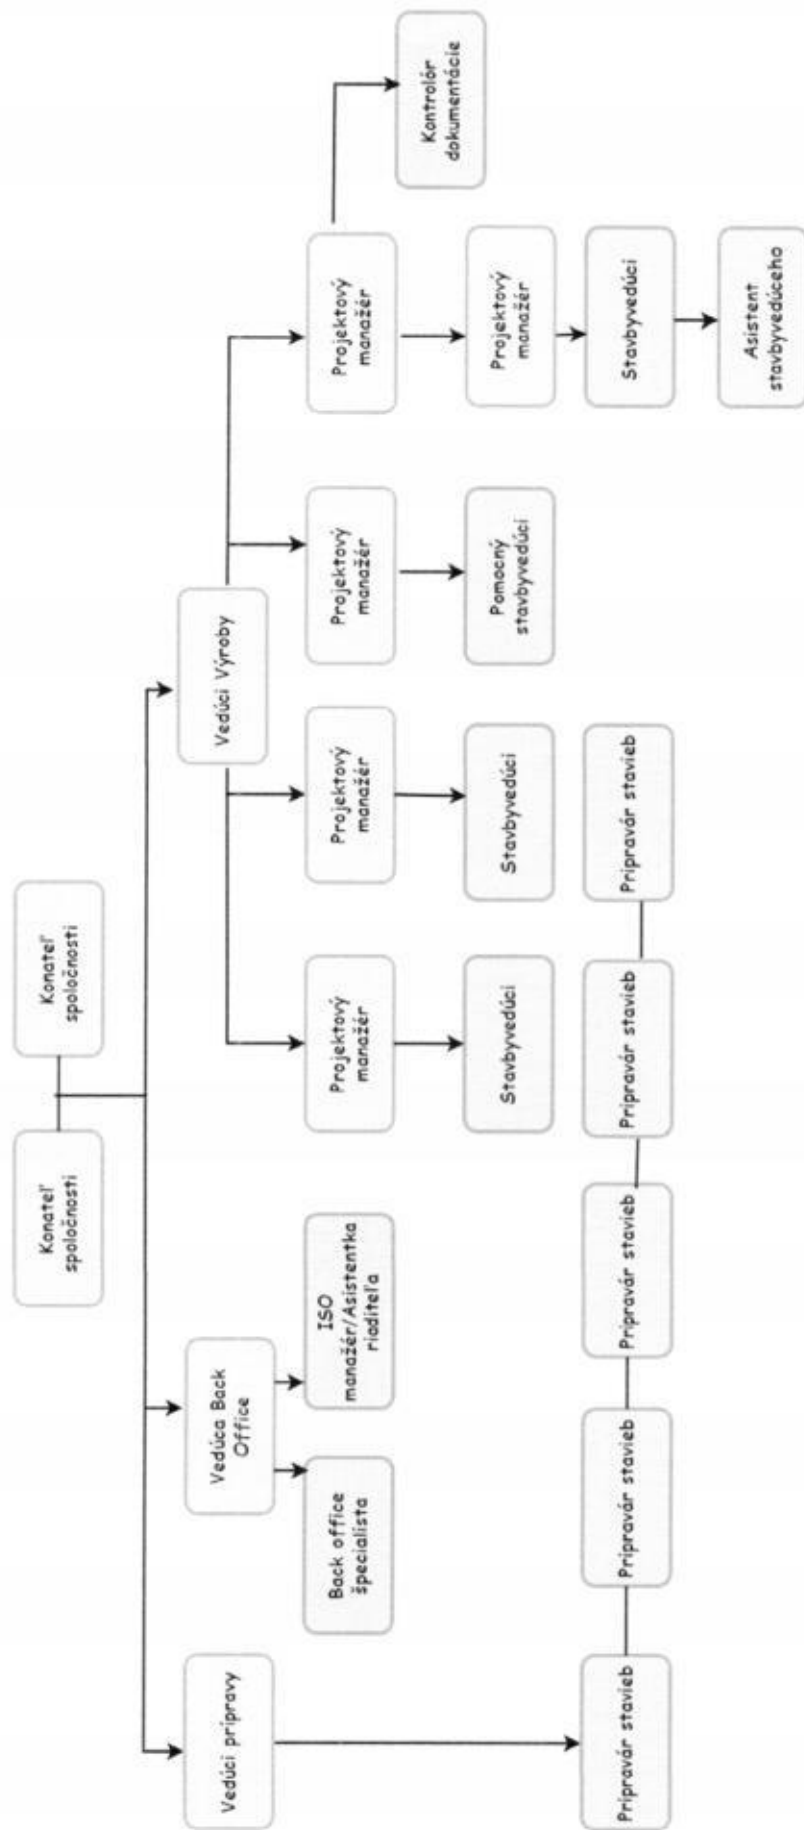 Konateľ
spoločnosti
Konateľ
spoločnosti
Vedúci prípravy
Vedúca Back
Office
Vedúci Výroby
Back office
špecialista
ISO
manažér/Asistentka
riaditeľa
Projektový
manažér
Projektový
manažér
Projektový
manažér
Projektový
manažér
Kontrolór
dokumentácie
Stavbyvedúci
Stavbyvedúci
Pomocný
stavbyvedúci
Projektový
manažér
Stavbyvedúci
Asistent
stavbyvedúceho
Pripravár stavieb
Pripravár stavieb
Pripravár stavieb
Pripravár stavieb
Pripravár stavieb